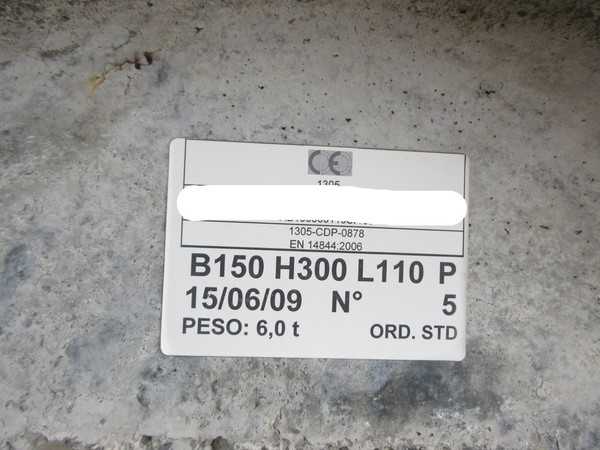 CE
1305
1305-CDP-0878
EN 14844:2006
B150 H300 L110 P
15/06/09 N° 5
PESO: 6,0 t ORD. STD